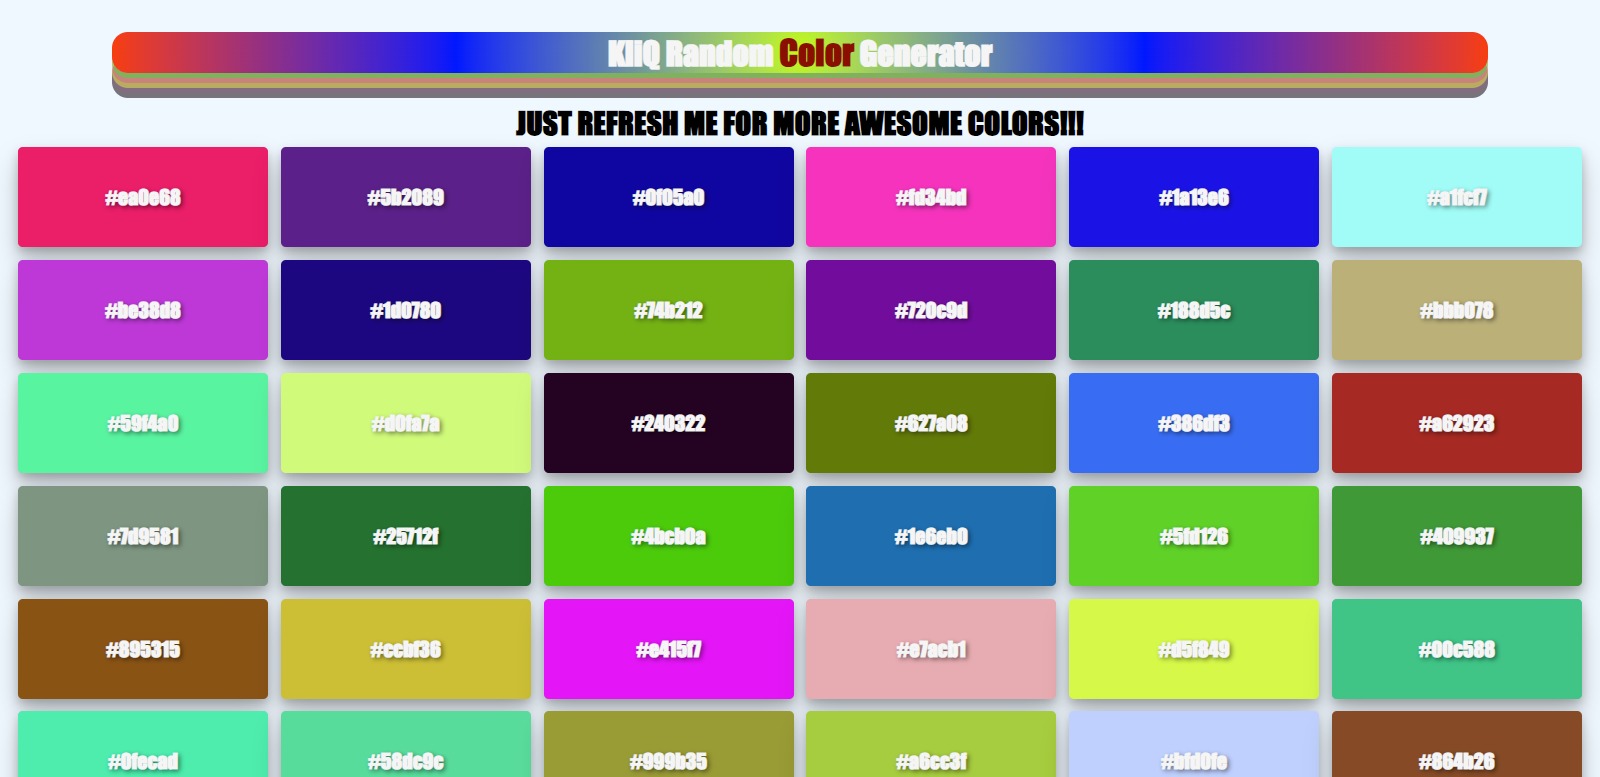 KliQ Random Color Generator
JUST REFRESH ME FOR MORE AWESOME COLORS!!!
#ea0e68 #5b2089 #0f05a0 #fd34bd #1a13e6 #a1fcf7
#be38d8 #1d0780 #74b212 #720c9d #188d5c #bbb078
#59f4a0 #d0fa7a #240322 #627a08 #386df3 #a62923
#7d9581 #25712f #4bcb0a #1e6eb0 #5fd126 #409937
#895315 #ccbf36 #e415f7 #e7acb1 #d5f849 #00c588
#0fecad #58dc9c #999b35 #a6cc3f #bfd0fe #864b26